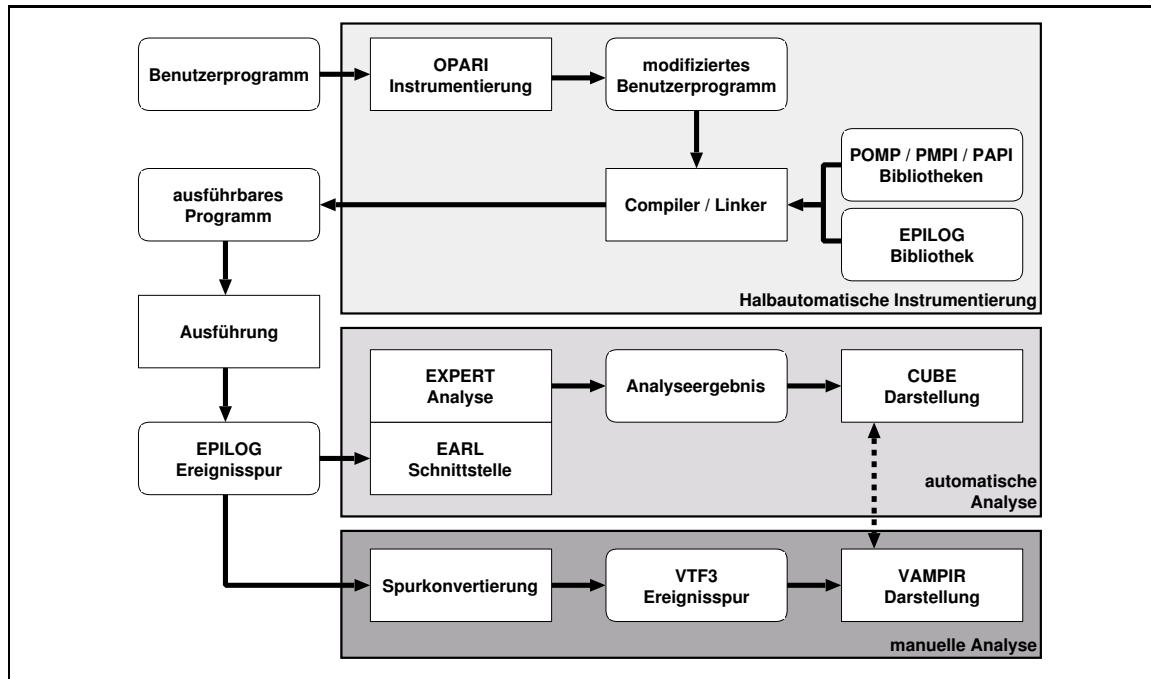 Benutzerprogramm
OPARI
Instrumentierung
modifiziertes
Benutzerprogramm
POMP / PMPI / PAPI
Bibliotheken
ausführbares
Programm
Compiler / Linker
EPILOG
Bibliothek
Halbautomatische Instrumentierung
Ausführung
EXPERT
Analyse
Analyseergebnis
CUBE
Darstellung
EPILOG
Ereignisspur
EARL
Schnittstelle
automatische
Analyse
Spurkonvertierung
VTF3
Ereignisspur
VAMPIR
Darstellung
manuelle Analyse